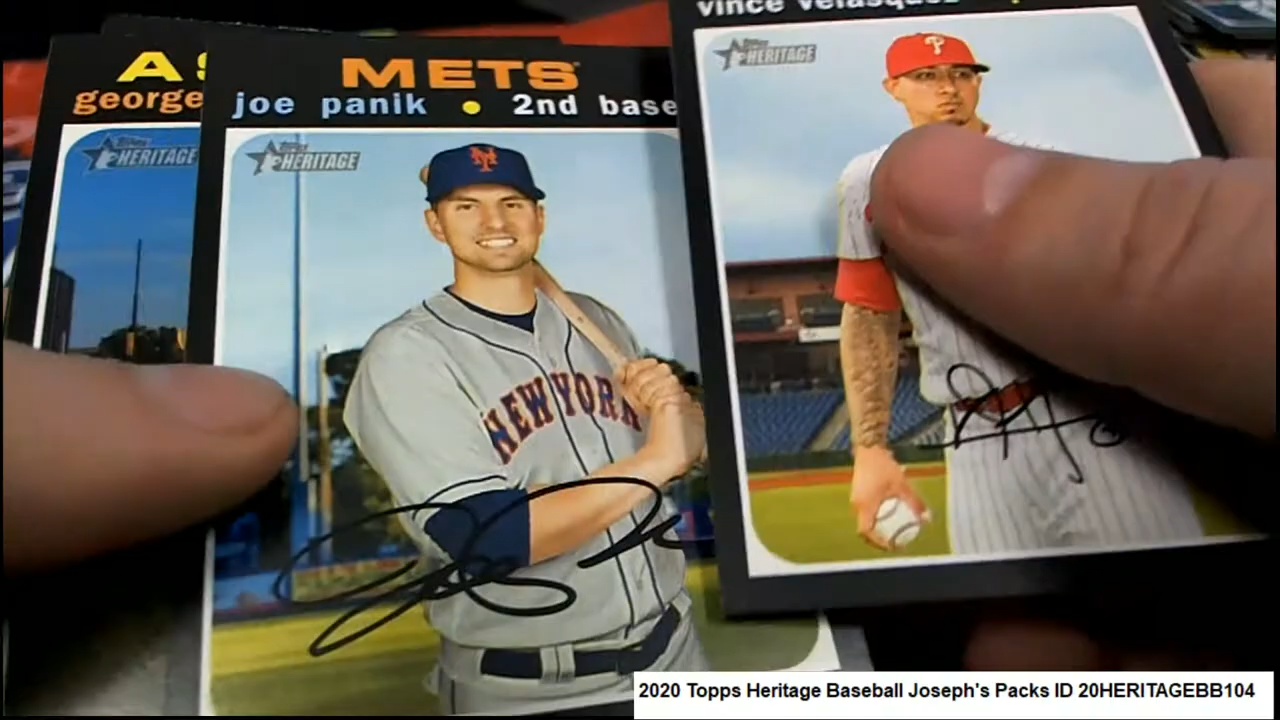 A
george
Topps
HERITAGE
METS
joe panik • 2nd base
Topps
HERITAGE
NEW YORK
vince velasquez
Topps
HERITAGE
P
2020 Topps Heritage Baseball Joseph's Packs ID 20HERITAGEBB104